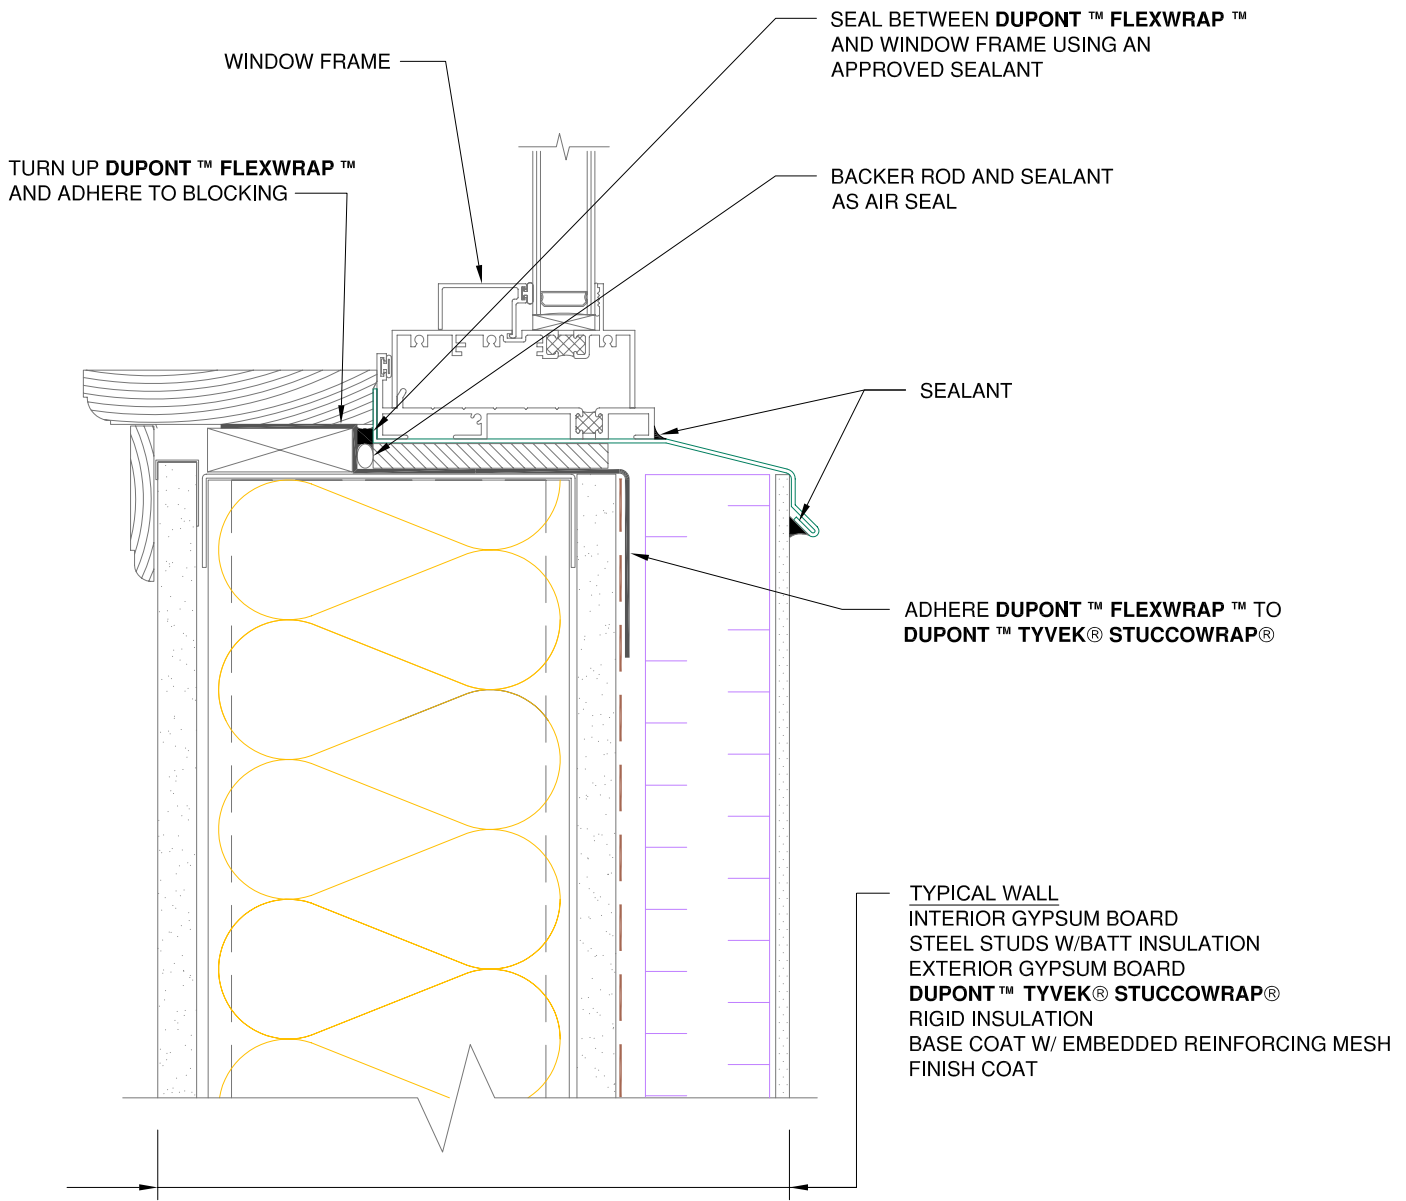 SEAL BETWEEN DUPONT ™ FLEXWRAP ™
AND WINDOW FRAME USING AN
APPROVED SEALANT
WINDOW FRAME
TURN UP DUPONT ™ FLEXWRAP ™
AND ADHERE TO BLOCKING
BACKER ROD AND SEALANT
AS AIR SEAL
SEALANT
ADHERE DUPONT ™ FLEXWRAP ™ TO
DUPONT ™ TYVEK® STUCCOWRAP®
TYPICAL WALL
INTERIOR GYPSUM BOARD
STEEL STUDS W/BATT INSULATION
EXTERIOR GYPSUM BOARD
DUPONT™ TYVEK® STUCCOWRAP®
RIGID INSULATION
BASE COAT W/ EMBEDDED REINFORCING MESH
FINISH COAT